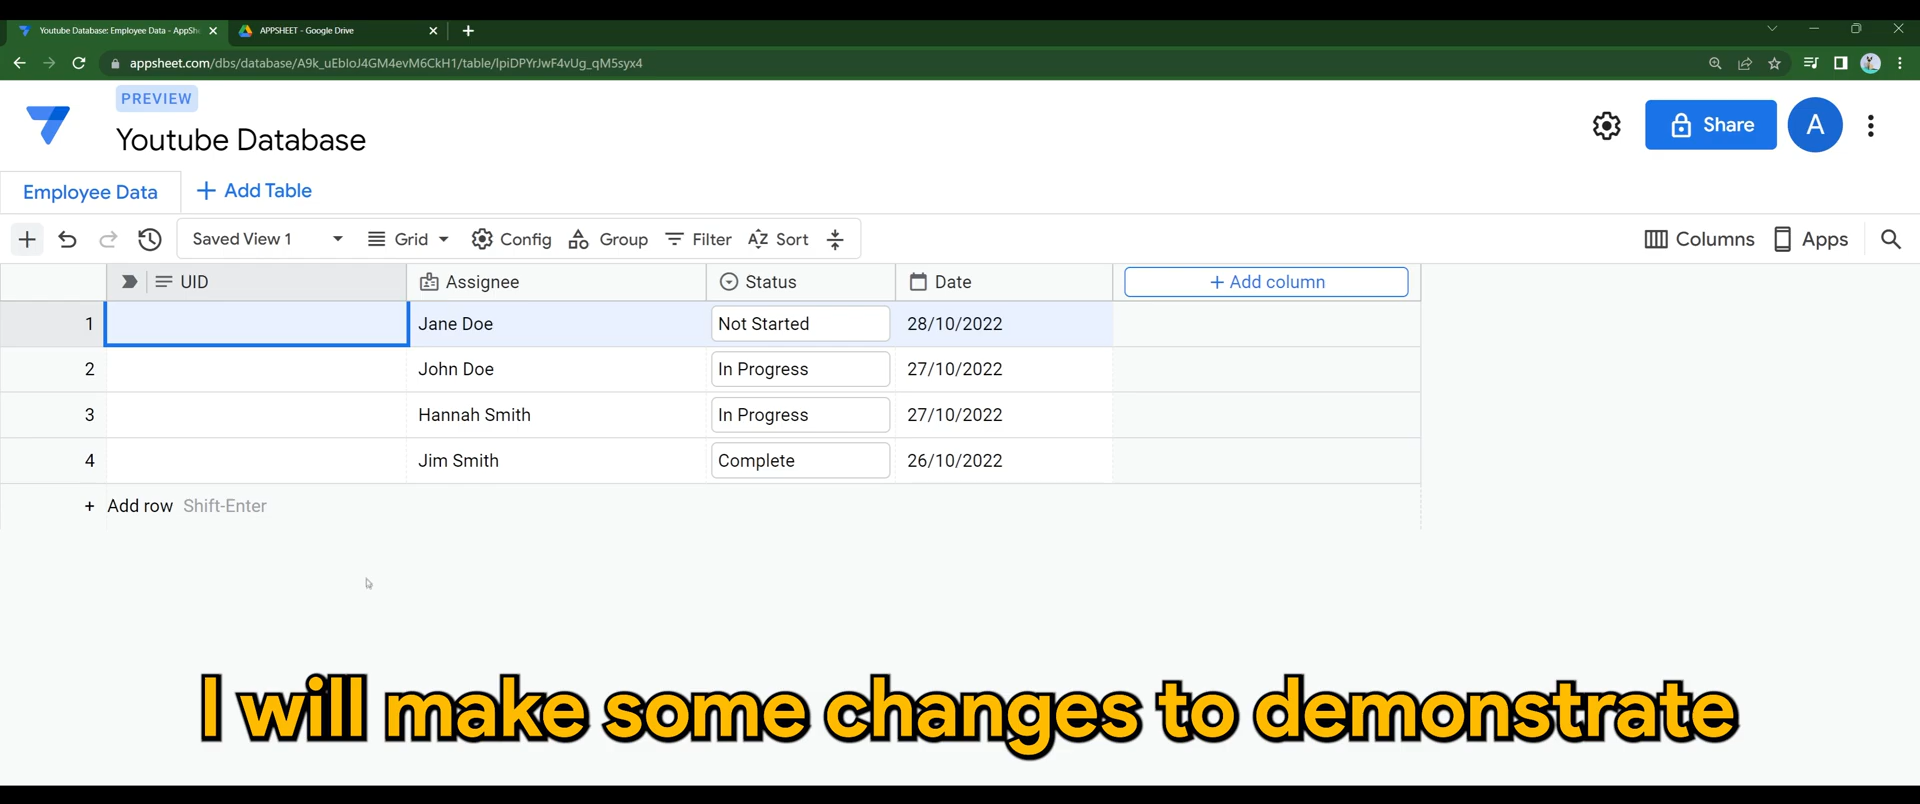 Youtube Database: Employee Data - AppSh
APPSHEET - Google Drive
appsheet.com/dbs/database/A9k_uEbIoJ4GM4evM6CkH1/table/lpiDPYrJwF4vUg_qM5syx4
PREVIEW
Youtube Database
Share
A
Employee Data
+ Add Table
Saved View 1
Grid
Config
Group
Filter
Sort
Columns
Apps
UID
Assignee
Status
Date
+ Add column
1 Jane Doe Not Started 28/10/2022
2 John Doe In Progress 27/10/2022
3 Hannah Smith In Progress 27/10/2022
4 Jim Smith Complete 26/10/2022
+ Add row Shift-Enter
I will make some changes to demonstrate